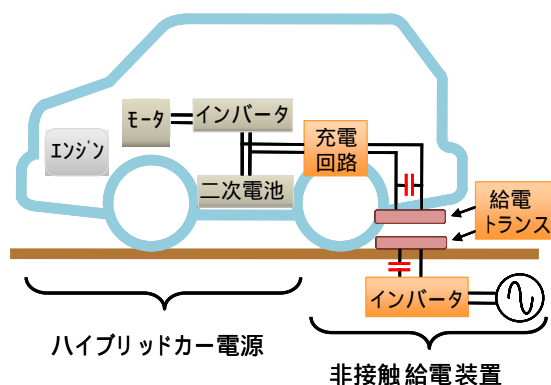 モータ
インバータ
エンジン
二次電池
充電
回路
給電
トランス
インバータ
ハイブリッドカー電源
非接触給電装置